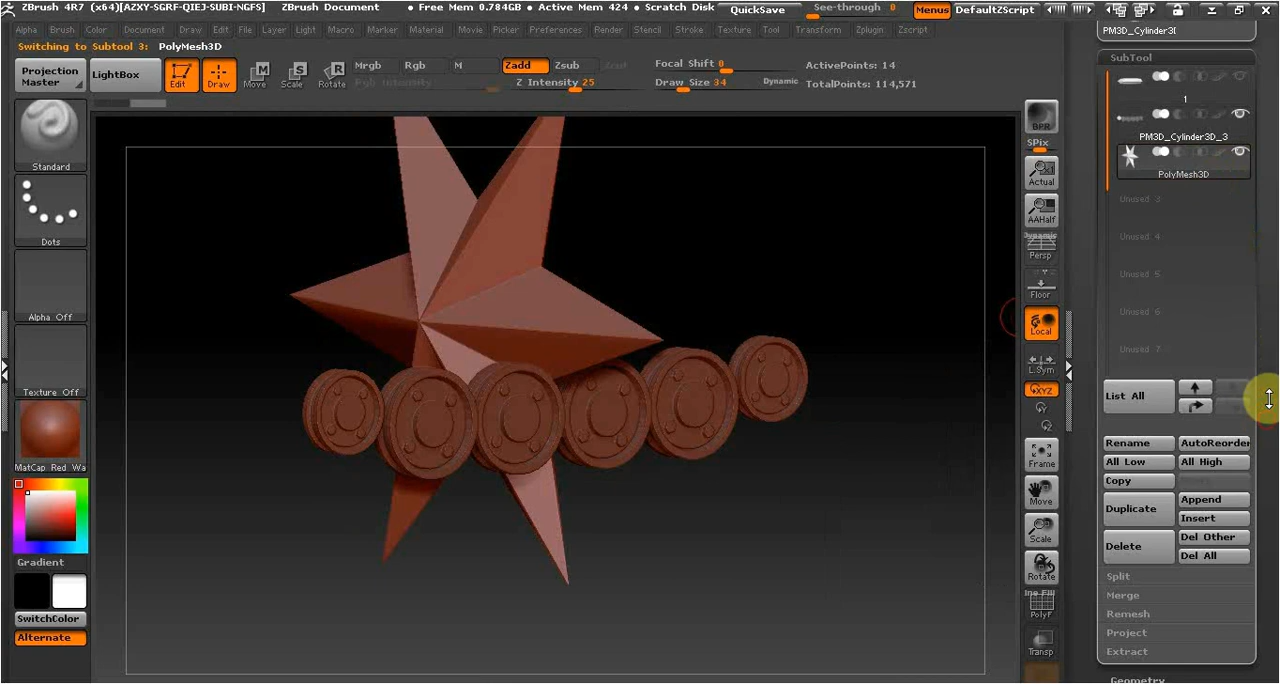 ZBrush 4R7 (x64)[AZXY-SGRF-QIEJ-SUBI-NGFS] ZBrush Document • Free Mem 0.784GB • Active Mem 424 • Scratch Disk QuickSave See-through 0 Menus DefaultZScript
Alpha Brush Color Document Draw Edit File Layer Light Macro Marker Material Movie Picker Preferences Render Stencil Stroke Texture Tool Transform Zplugin Zscript
Switching to Subtool 3: PolyMesh3D
Projection
Master
LightBox
Edit
Draw
Move
Scale
Rotate
Mrgb Rgb M Zadd Zsub
Rgb Intensity
Z Intensity 25
Focal Shift 0
Draw Size 34
Dynamic
ActivePoints: 14
TotalPoints: 114,571
Standard
Dots
Alpha Off
Texture Off
MatCap Red Wa
Gradient
SwitchColor
Alternate
BPR
SPix
Actual
AAHalf
Dynamic
Persp
Floor
Local
L.Sym
XYZ
Frame
Move
Scale
Rotate
Line Fill
PolyF
Transp
PM3D_Cylinder3D
SubTool
1
PM3D_Cylinder3D_3
PolyMesh3D
Unused 3
Unused 4
Unused 5
Unused 6
Unused 7
List All
Rename AutoReorder
All Low All High
Copy
Duplicate
Append
Insert
Delete
Del Other
Del All
Split
Merge
Remesh
Project
Extract
Geometry